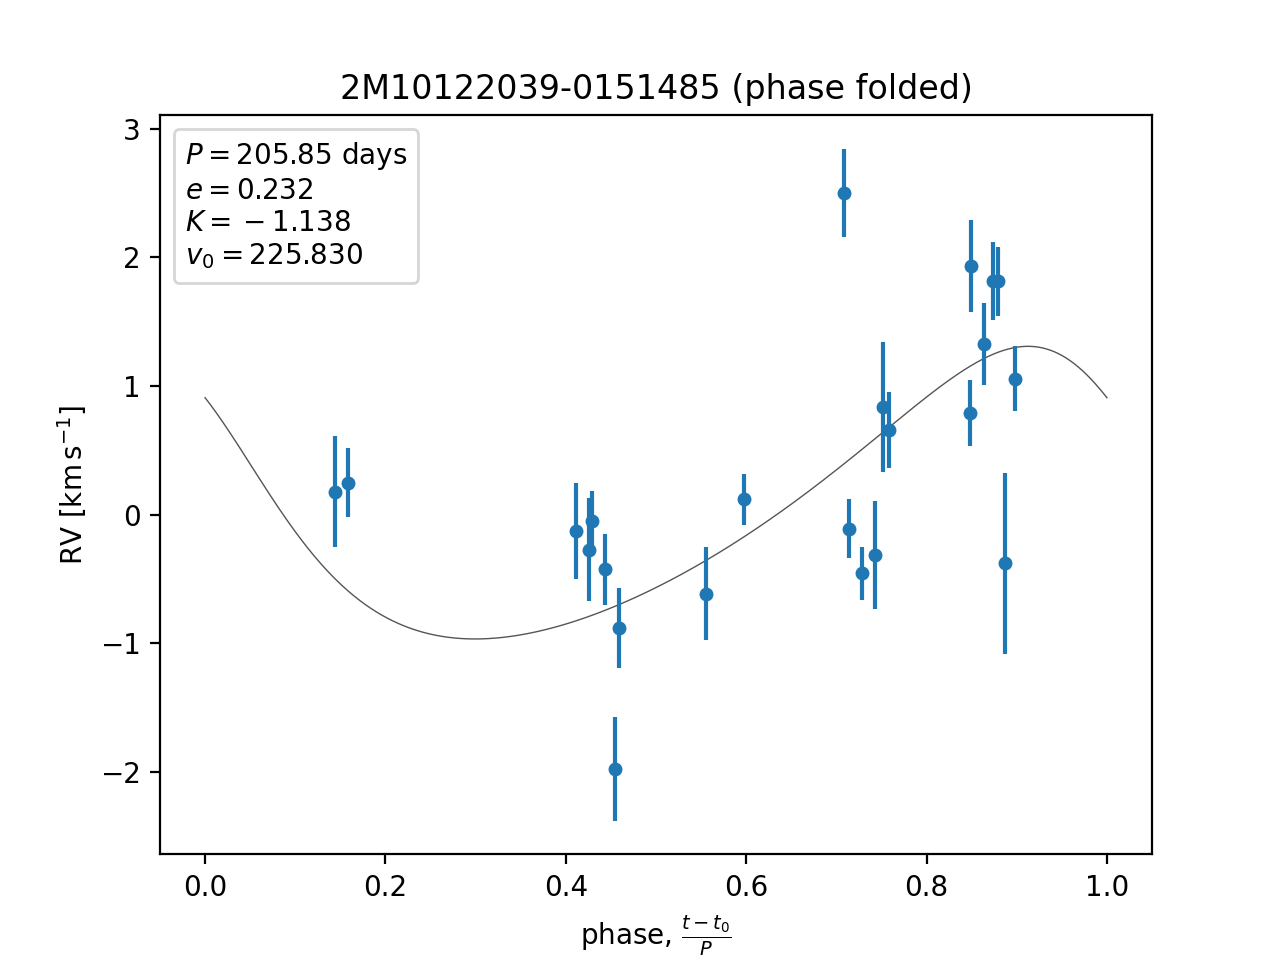 2M10122039-0151485 (phase folded)
P = 205.85 days
e = 0.232
K = −1.138
v₀ = 225.830
RV [km s⁻¹]
3
2
1
0
−1
−2
0.0 0.2 0.4 0.6 0.8 1.0
phase, (t − t₀)/P